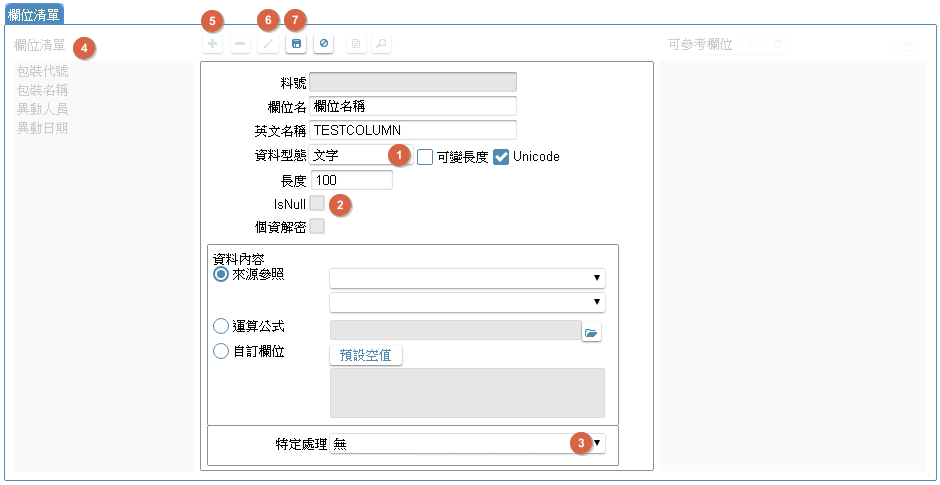 欄位清單
欄位清單 4
5
6
7
可參考欄位
包裝代號
包裝名稱
異動人員
異動日期
料號
欄位名 欄位名稱
英文名稱 TESTCOLUMN
資料型態 文字 1 可變長度 Unicode
長度 100
IsNull 2
個資解密
資料內容
來源參照
運算公式
自訂欄位 預設空值
特定處理 無 3